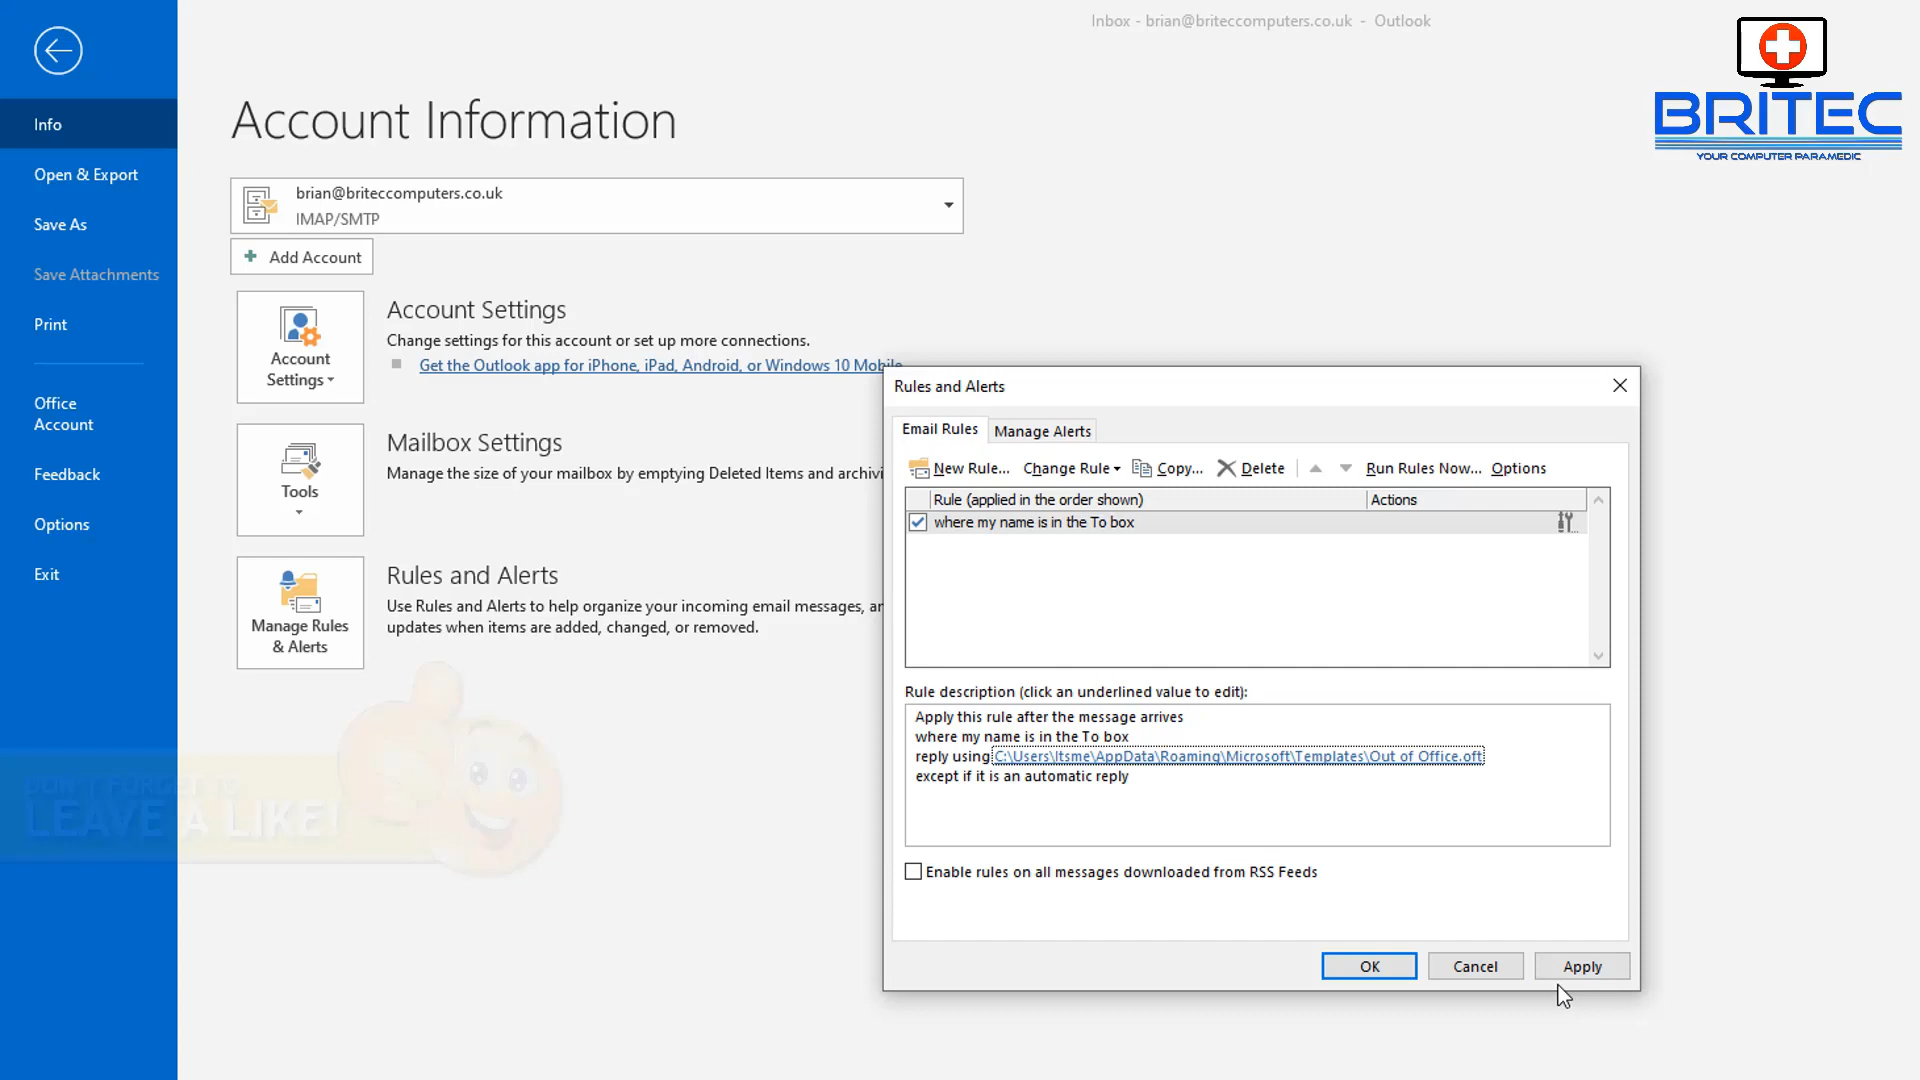 Inbox - brian@briteccomputers.co.uk - Outlook
BRITEC
YOUR COMPUTER PARAMEDIC
Info
Open & Export
Save As
Save Attachments
Print
Office
Account
Feedback
Options
Exit
Account Information
brian@briteccomputers.co.uk
IMAP/SMTP
Add Account
Account
Settings
Account Settings
Change settings for this account or set up more connections.
Get the Outlook app for iPhone, iPad, Android, or Windows 10 Mobile
Tools
Mailbox Settings
Manage the size of your mailbox by emptying Deleted Items and archivi
Manage Rules
& Alerts
Rules and Alerts
Use Rules and Alerts to help organize your incoming email messages, an
updates when items are added, changed, or removed.
DON'T FORGET TO
LEAVE A LIKE!
Rules and Alerts
Email Rules
Manage Alerts
New Rule... Change Rule Copy... Delete Run Rules Now... Options
Rule (applied in the order shown) Actions
where my name is in the To box
Rule description (click an underlined value to edit):
Apply this rule after the message arrives
where my name is in the To box
reply using C:\Users\Itsme\AppData\Roaming\Microsoft\Templates\Out of Office.oft
except if it is an automatic reply
Enable rules on all messages downloaded from RSS Feeds
OK
Cancel
Apply